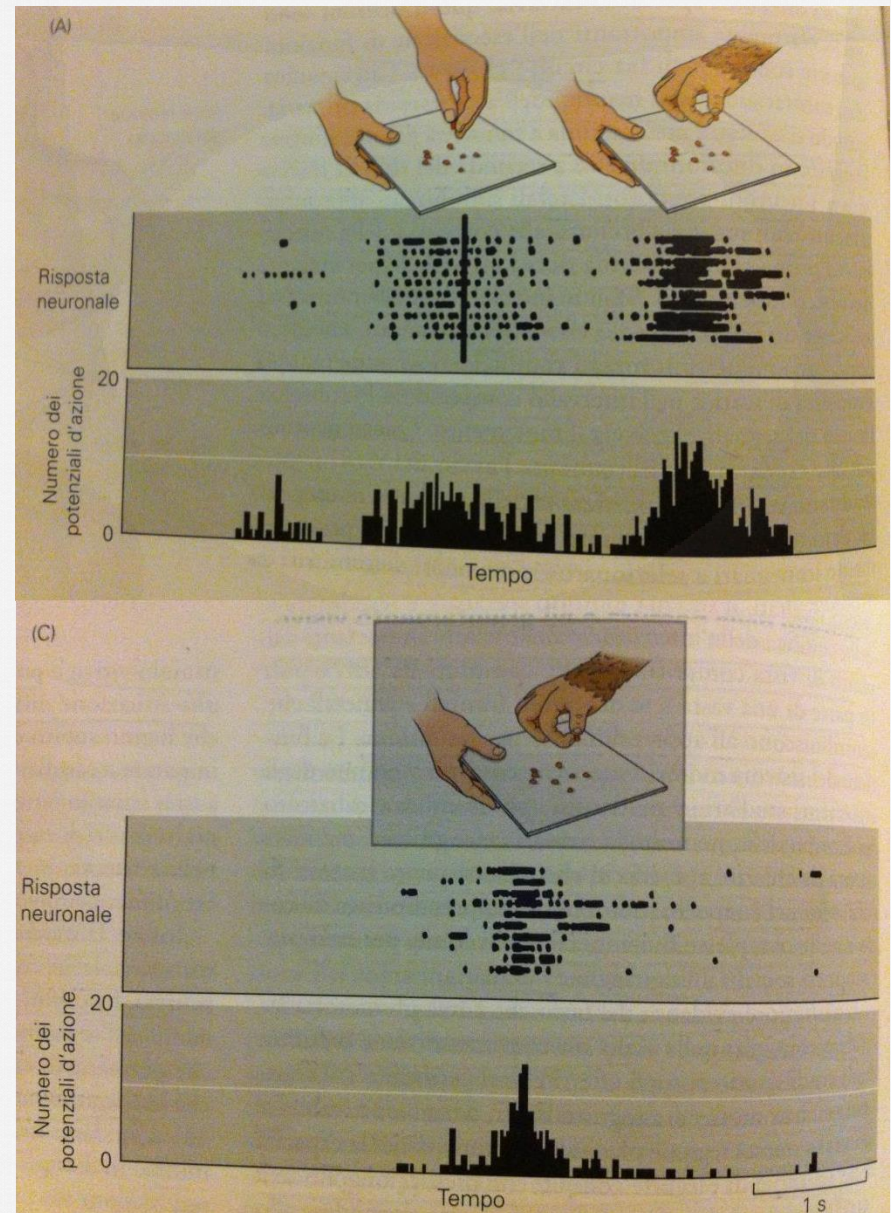 (A)
Risposta
neuronale
20
Numero dei
potenziali d'azione
0
Tempo
(C)
Risposta
neuronale
20
Numero dei
potenziali d'azione
0
Tempo
1 s